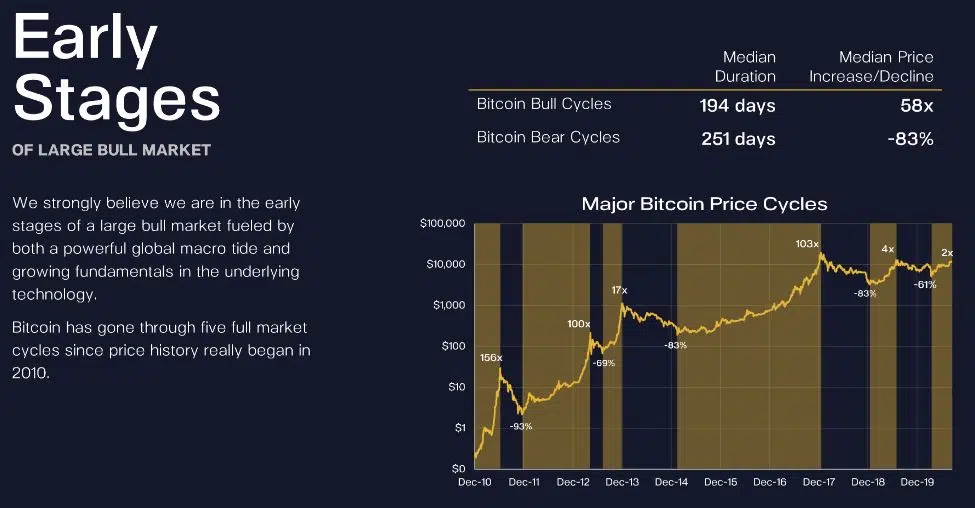 Early
Stages
OF LARGE BULL MARKET
We strongly believe we are in the early
stages of a large bull market fueled by
both a powerful global macro tide and
growing fundamentals in the underlying
technology.
Bitcoin has gone through five full market
cycles since price history really began in
2010.
Median Duration
Median Price Increase/Decline
Bitcoin Bull Cycles 194 days 58x
Bitcoin Bear Cycles 251 days -83%
Major Bitcoin Price Cycles
$100,000
$10,000
$1,000
$100
$10
$1
$0
156x
-93%
100x
-69%
17x
-83%
103x
-83%
4x
-61%
2x
Dec-10 Dec-11 Dec-12 Dec-13 Dec-14 Dec-15 Dec-16 Dec-17 Dec-18 Dec-19